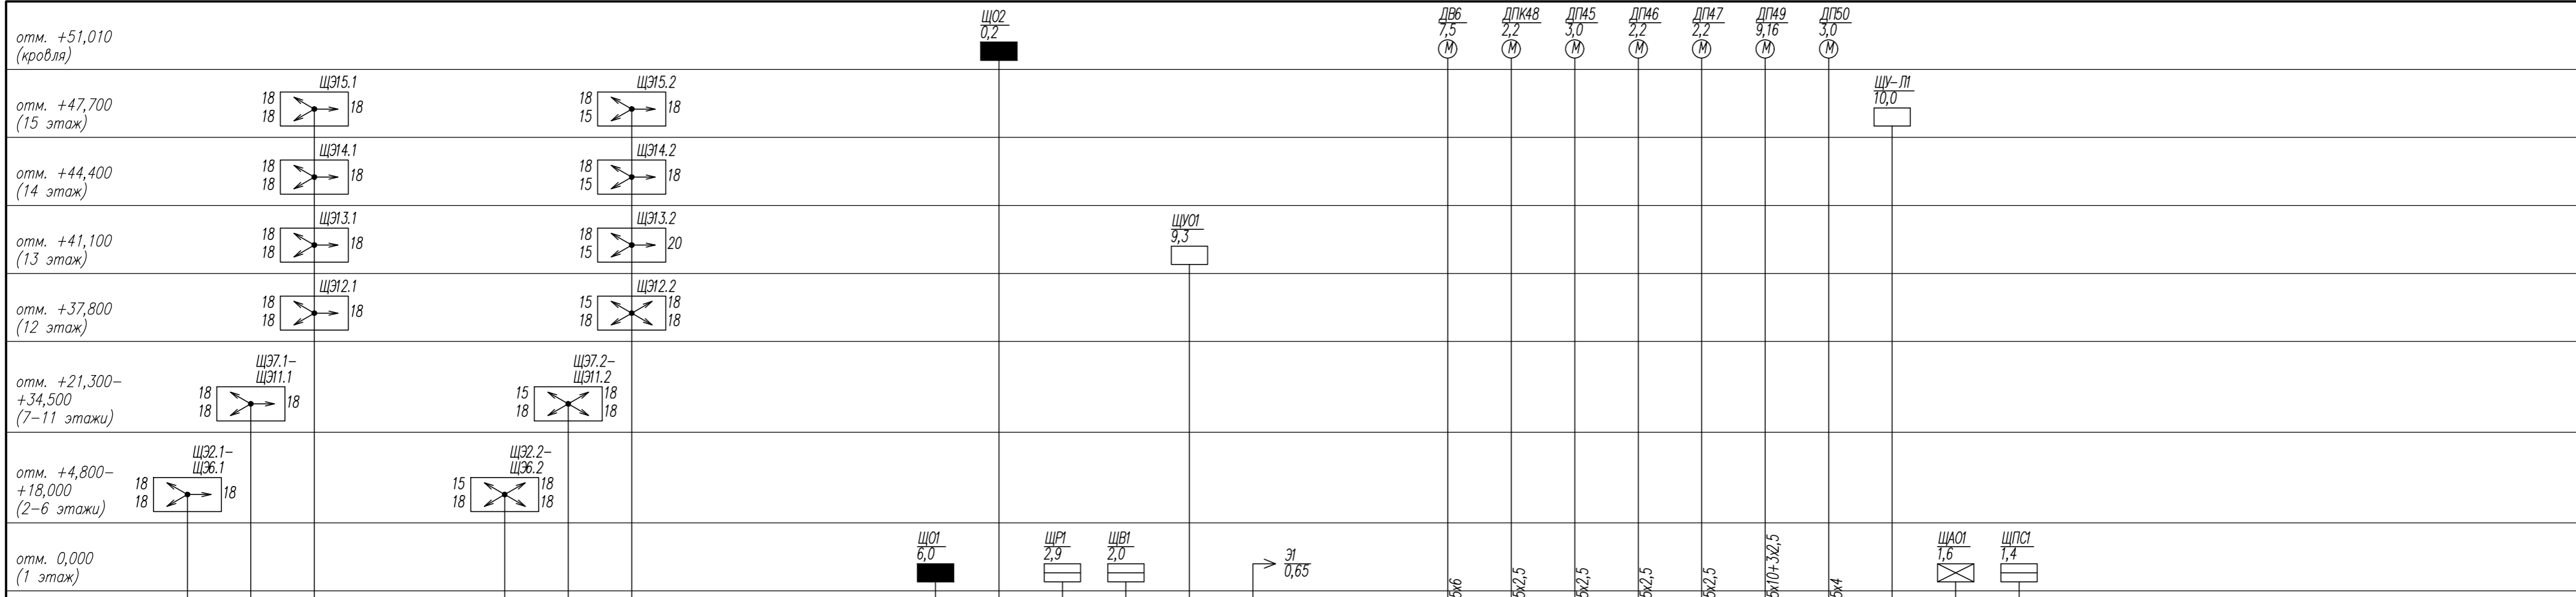 ЩО2
0,2
ДВ6
7,5
М
ДПК48
2,2
М
ДП45
3,0
М
ДП46
2,2
М
ДП47
2,2
М
ДП49
9,16
М
ДП50
3,0
М
отм. +51,010
(кровля)
ЩЭ15.1
18
18
18
ЩЭ15.2
18
15
18
ЩУ-Л1
10,0
отм. +47,700
(15 этаж)
ЩЭ14.1
18
18
18
ЩЭ14.2
18
15
18
отм. +44,400
(14 этаж)
ЩЭ13.1
18
18
18
ЩЭ13.2
18
15
20
ЩУО1
9,3
отм. +41,100
(13 этаж)
ЩЭ12.1
18
18
18
ЩЭ12.2
15
18
18
18
отм. +37,800
(12 этаж)
ЩЭ7.1-
ЩЭ11.1
18
18
18
ЩЭ7.2-
ЩЭ11.2
15
18
18
18
отм. +21,300-
+34,500
(7-11 этажи)
ЩЭ2.1-
ЩЭ6.1
18
18
18
ЩЭ2.2-
ЩЭ6.2
15
18
18
18
отм. +4,800-
+18,000
(2-6 этажи)
ЩО1
6,0
ЩР1
2,9
ЩВ1
2,0
Э1
0,65
5х6
5х2,5
5х2,5
5х2,5
5х2,5
5х10+3х2,5
5х4
ЩАО1
1,6
ЩПС1
1,4
отм. 0,000
(1 этаж)